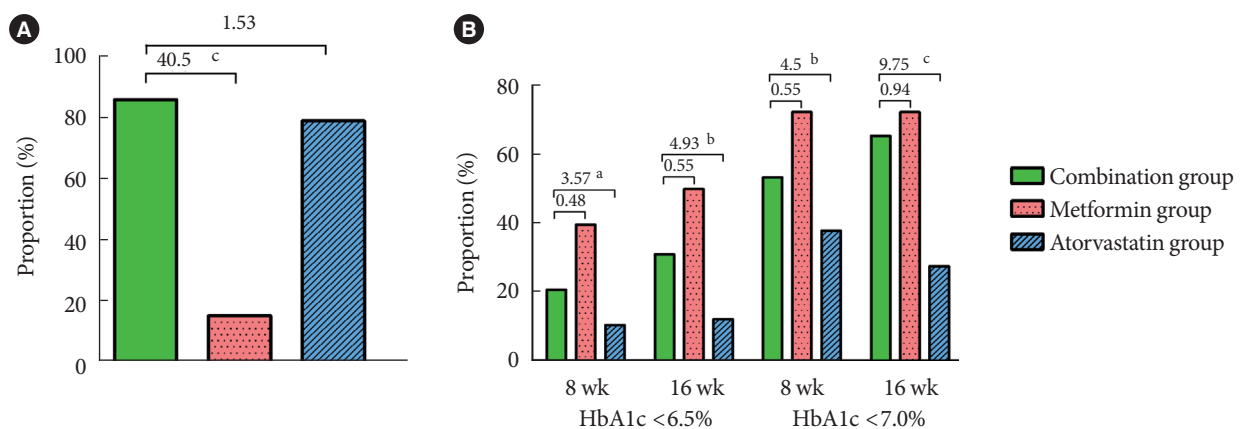 A
1.53
40.5 c
100
80
60
40
20
0
Proportion (%)
B
4.5 b
9.75 c
0.55
0.94
4.93 b
0.55
3.57 a
0.48
80
60
40
20
0
Proportion (%)
8 wk 16 wk 8 wk 16 wk
HbA1c <6.5% HbA1c <7.0%
Combination group
Metformin group
Atorvastatin group